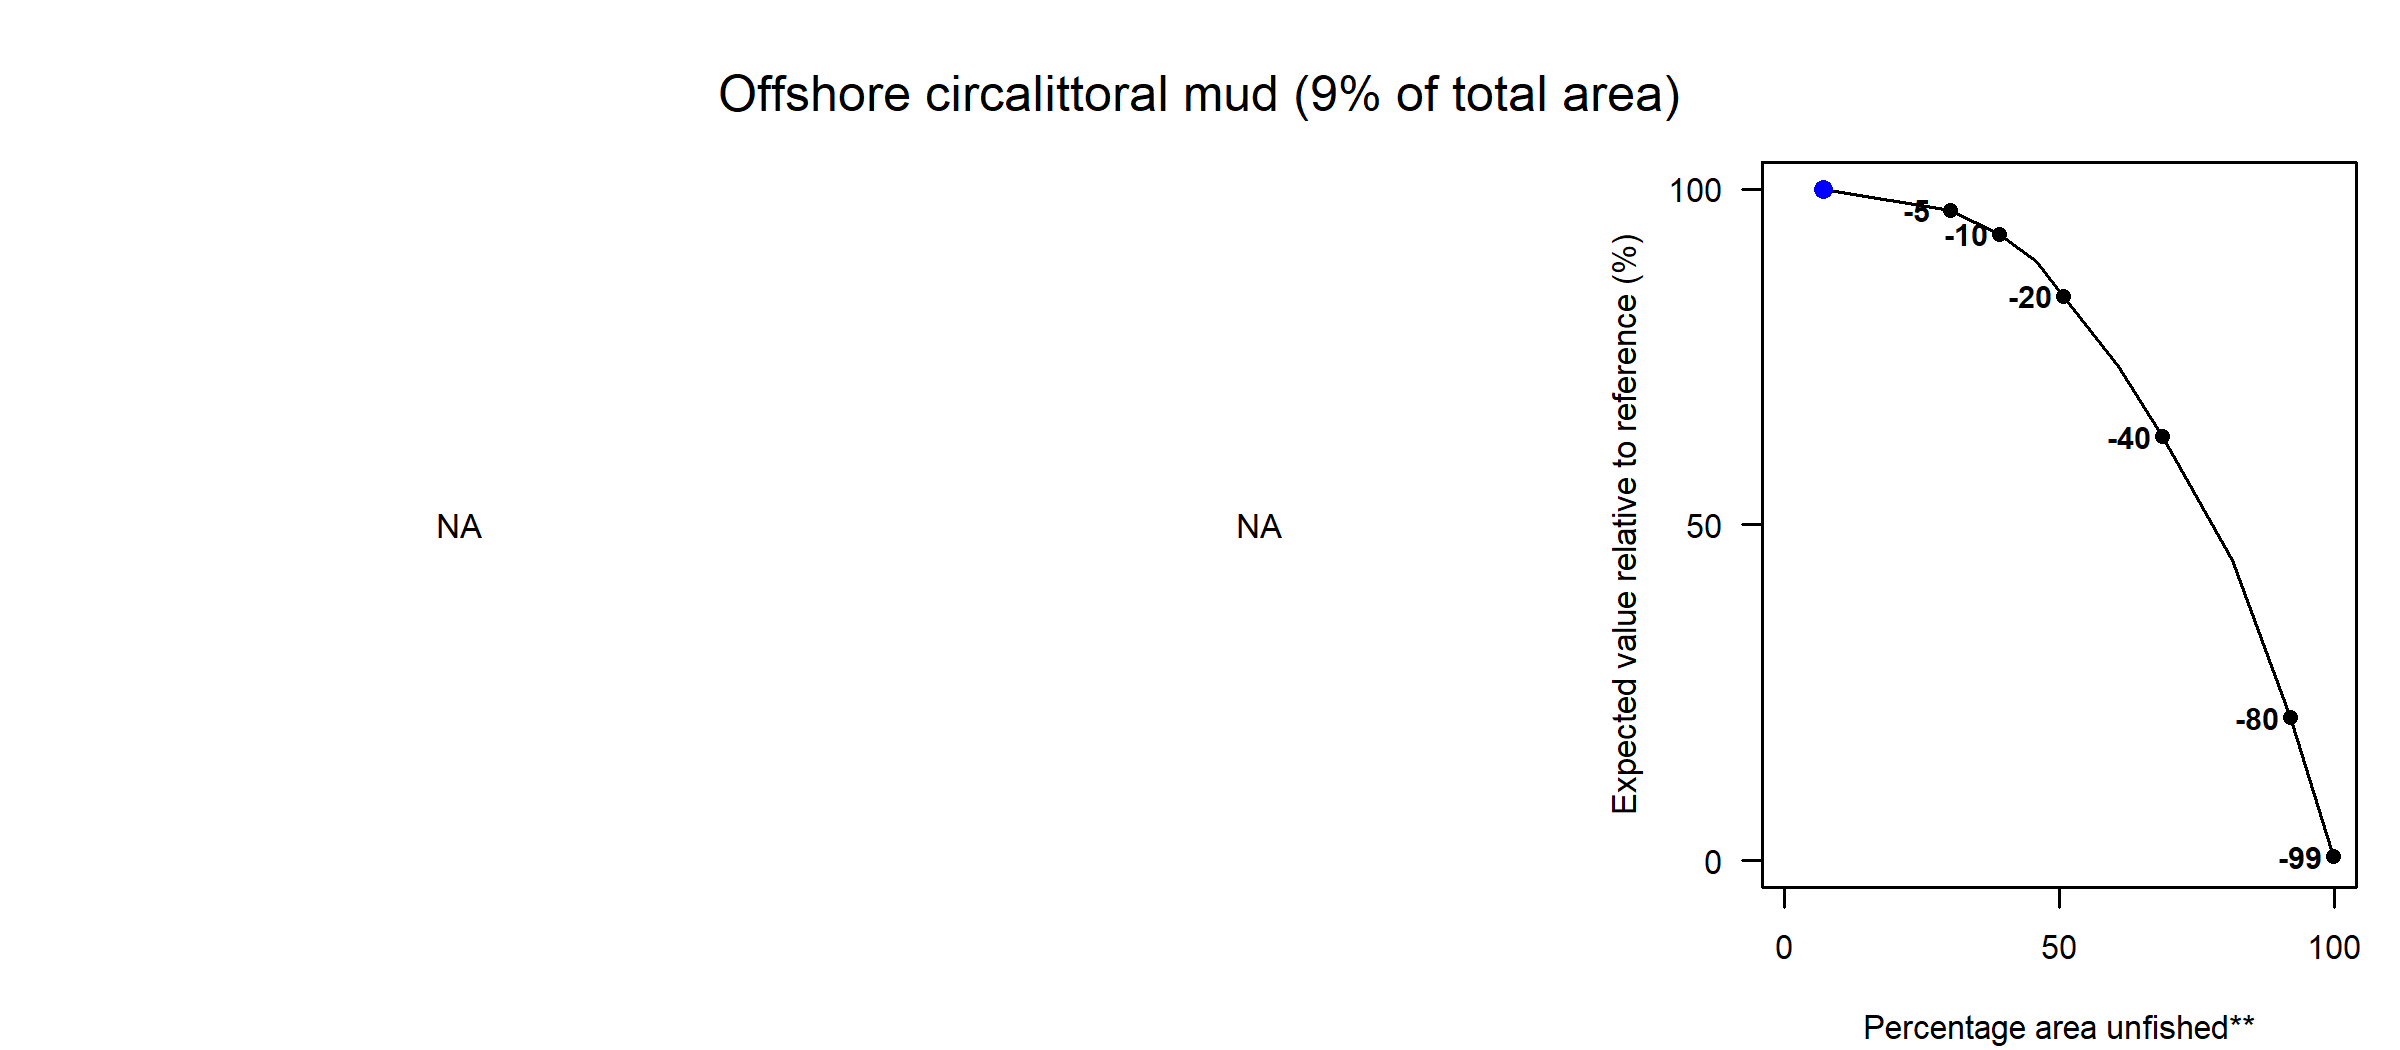 Offshore circalittoral mud (9% of total area)
NA
NA
Expected value relative to reference (%)
100
50
0
-5
-10
-20
-40
-80
-99
0 50 100
Percentage area unfished**